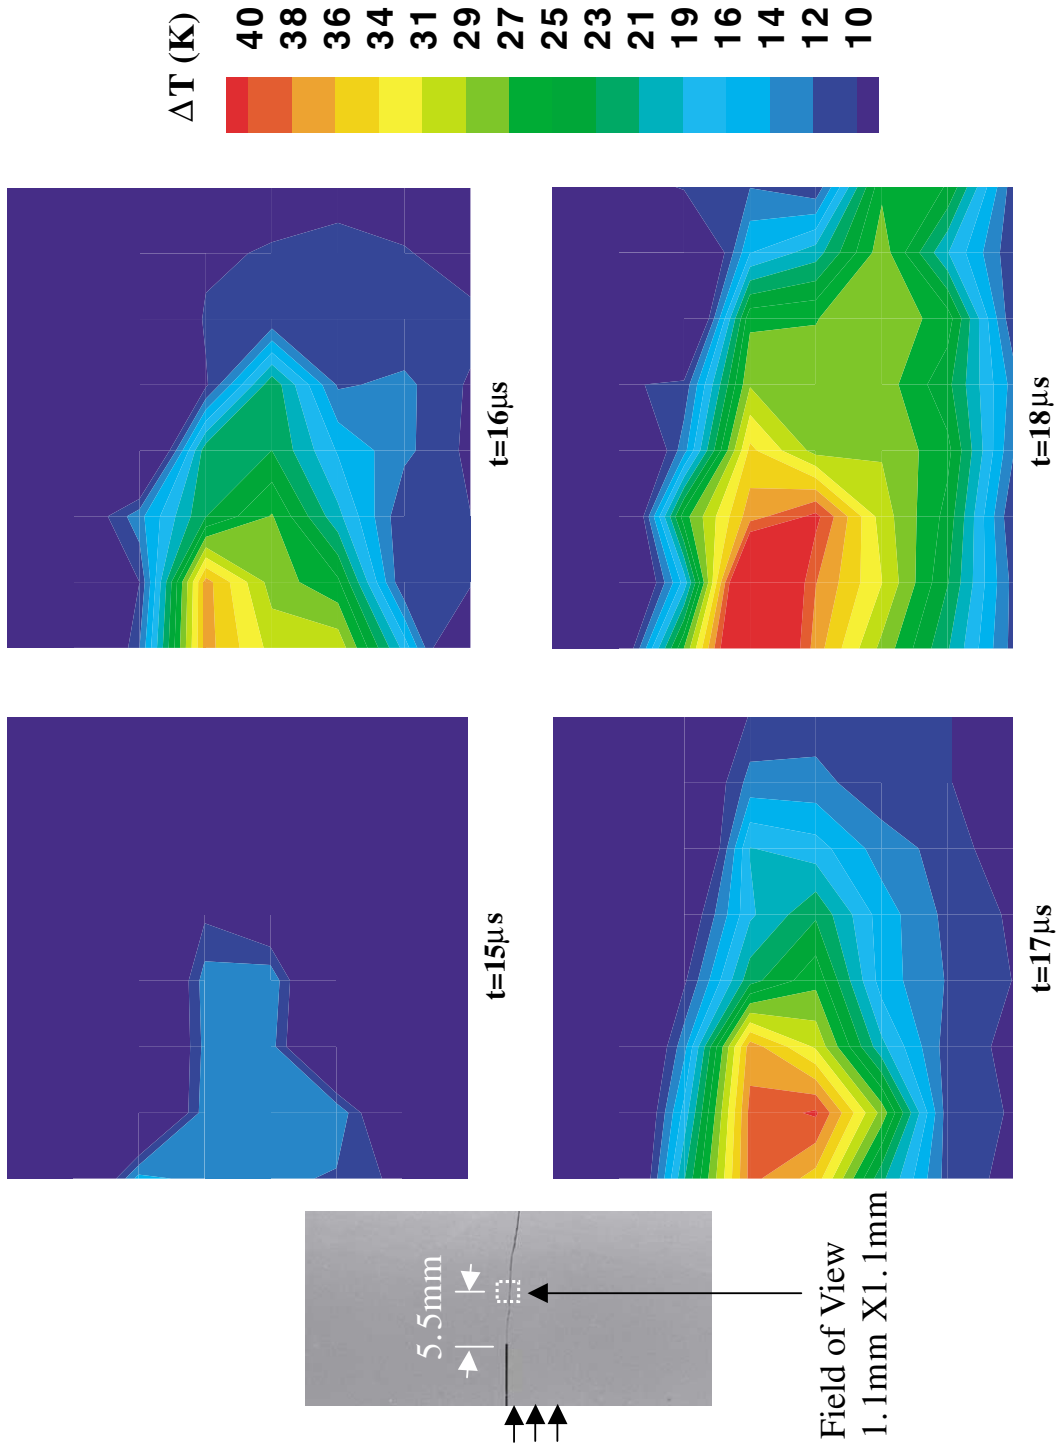 ΔT (K)
40
38
36
34
31
29
27
25
23
21
19
16
14
12
10
t=16µs
t=18µs
t=15µs
t=17µs
5.5mm
Field of View
1.1mm X1.1mm